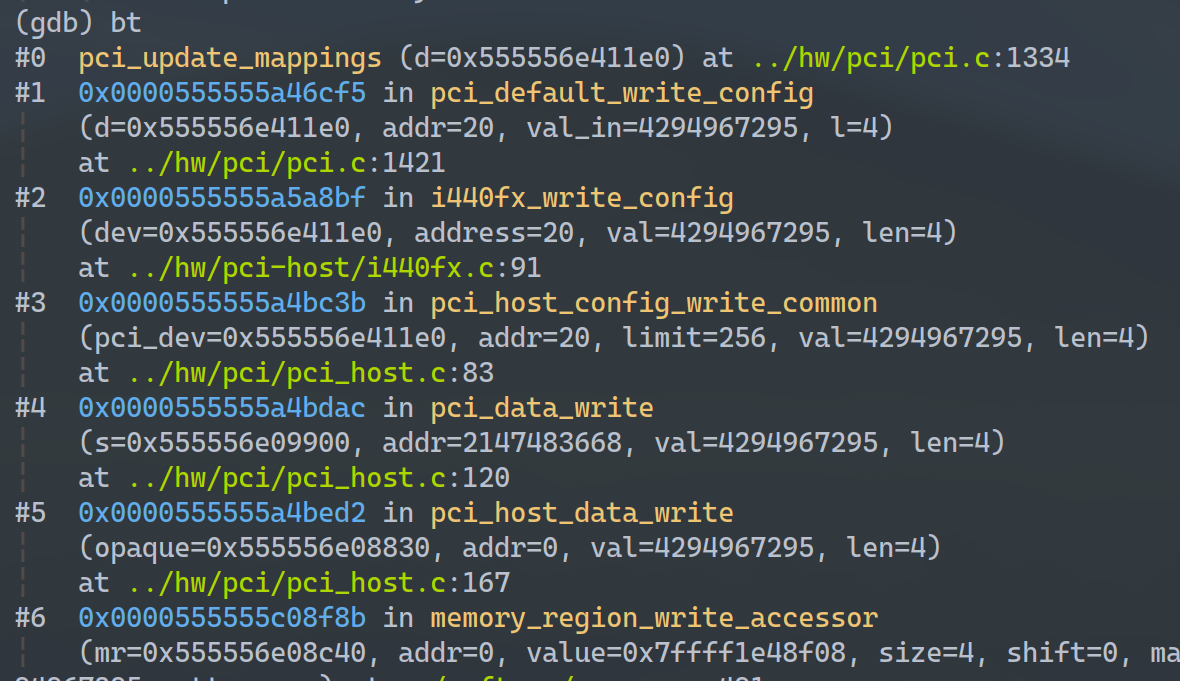 (gdb) bt
#0 pci_update_mappings (d=0x555556e411e0) at ../hw/pci/pci.c:1334
#1 0x0000555555a46cf5 in pci_default_write_config
(d=0x555556e411e0, addr=20, val_in=4294967295, l=4)
at ../hw/pci/pci.c:1421
#2 0x0000555555a5a8bf in i440fx_write_config
(dev=0x555556e411e0, address=20, val=4294967295, len=4)
at ../hw/pci-host/i440fx.c:91
#3 0x0000555555a4bc3b in pci_host_config_write_common
(pci_dev=0x555556e411e0, addr=20, limit=256, val=4294967295, len=4)
at ../hw/pci/pci_host.c:83
#4 0x0000555555a4bdac in pci_data_write
(s=0x555556e09900, addr=2147483668, val=4294967295, len=4)
at ../hw/pci/pci_host.c:120
#5 0x0000555555a4bed2 in pci_host_data_write
(opaque=0x555556e08830, addr=0, val=4294967295, len=4)
at ../hw/pci/pci_host.c:167
#6 0x0000555555c08f8b in memory_region_write_accessor
(mr=0x555556e08c40, addr=0, value=0x7ffff1e48f08, size=4, shift=0, ma